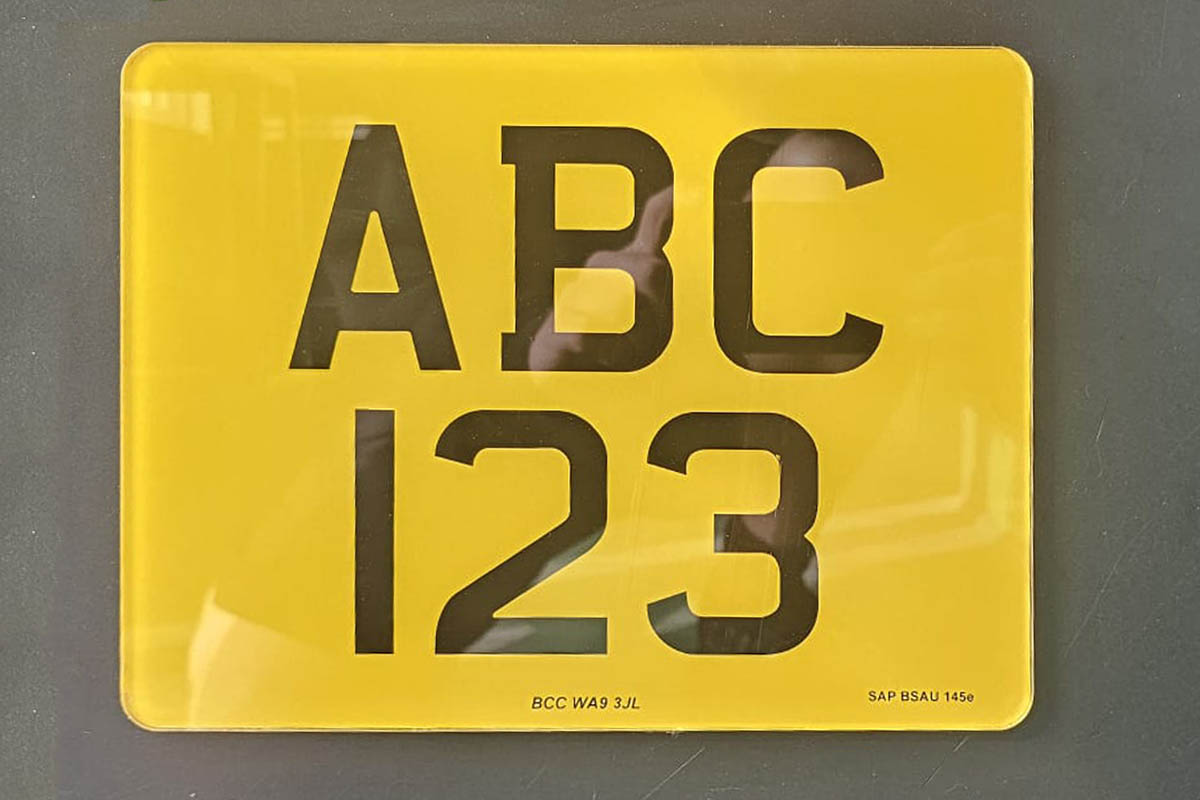 ABC
123
BCC WA9 3JL
SAP BSAU 145e